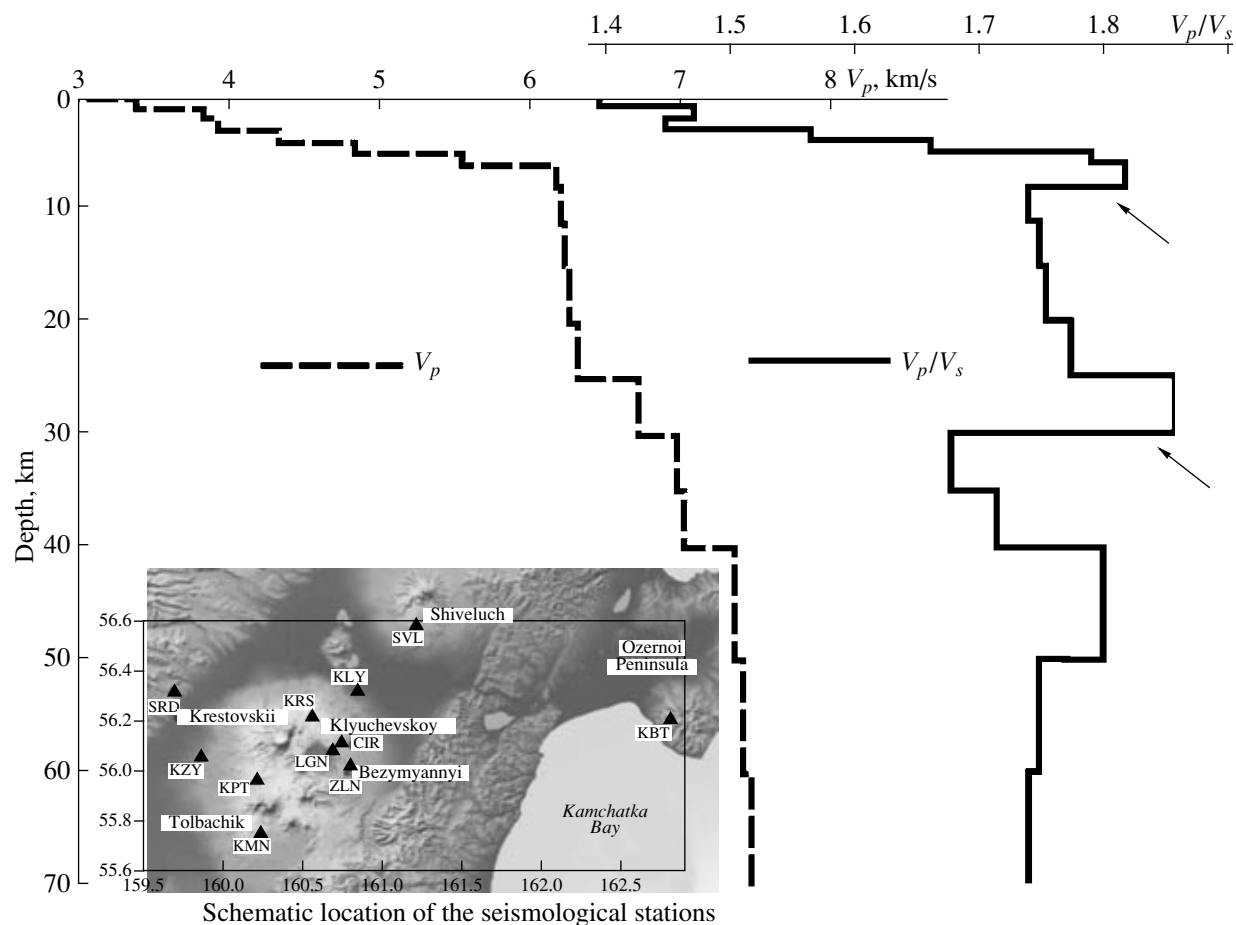 1.4 1.5 1.6 1.7 1.8 Vp/Vs
3 4 5 6 7 8 Vp, km/s
0
10
20
30
40
50
60
70
Depth, km
Vp
Vp/Vs
56.6
56.4
56.2
56.0
55.8
55.6
159.5 160.0 160.5 161.0 161.5 162.0 162.5
Shiveluch
SVL
Ozernoi
Peninsula
KLY
SRD
KRS
Krestovskii
Klyuchevskoy
KBT
CIR
LGN
KZY
Bezymyannyi
KPT
ZLN
Tolbachik
KMN
Kamchatka
Bay
Schematic location of the seismological stations